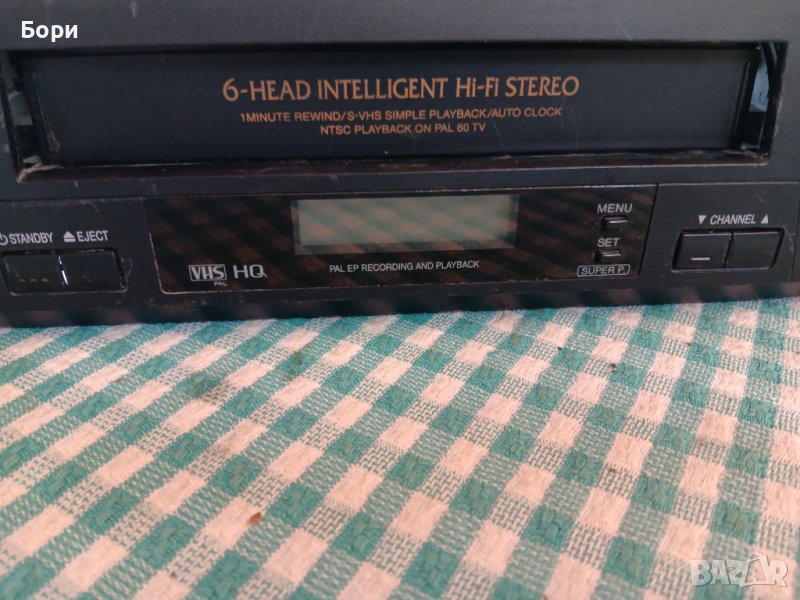 Бори
6-HEAD INTELLIGENT Hi-Fi STEREO
1MINUTE REWIND/S-VHS SIMPLE PLAYBACK/AUTO CLOCK
NTSC PLAYBACK ON PAL 60 TV
STANDBY EJECT
MENU
SET
SUPER P.
CHANNEL
VHS HQ
PAL
PAL EP RECORDING AND PLAYBACK
BAZAR